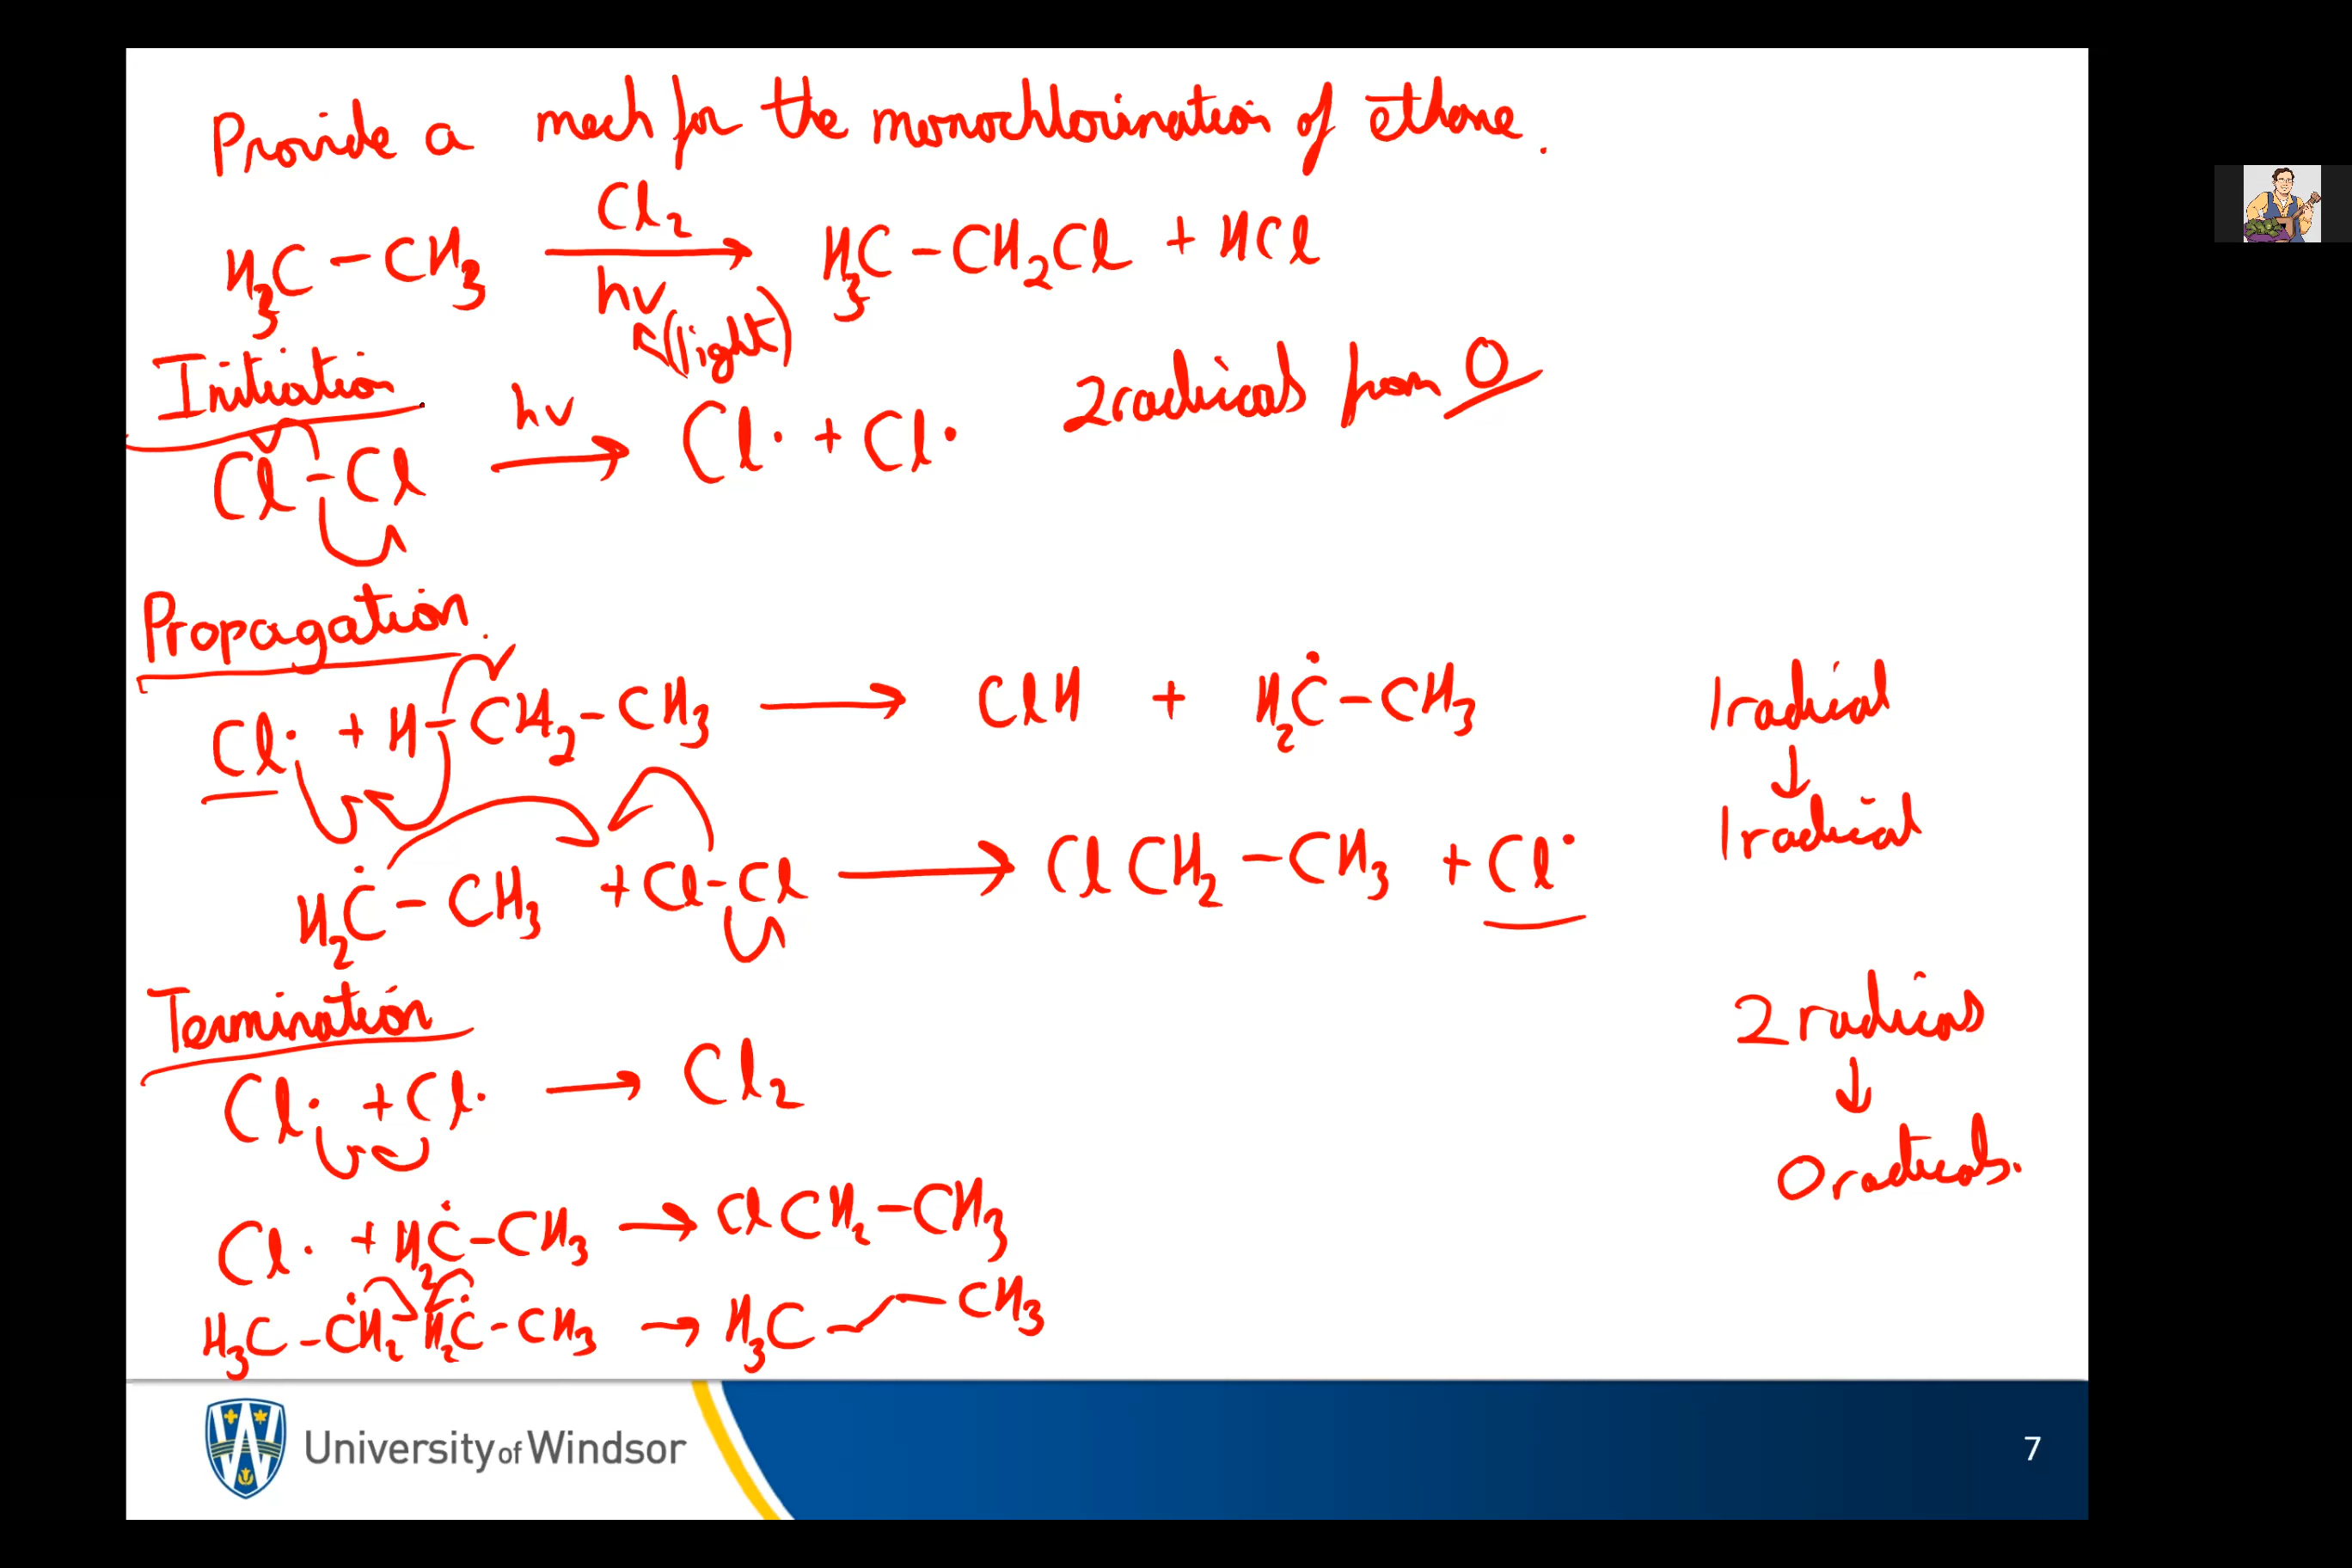 Provide a mech for the monochlorination of ethane.
H₃C–CH₃ Cl₂ hν (light) → H₃C–CH₂Cl + HCl
Initiation
Cl–Cl hν → Cl· + Cl· 2 radicals from 0
Propagation.
Cl· + H–CH₂–CH₃ → ClH + H₂Ċ–CH₃ 1 radical
↓
H₂Ċ–CH₃ + Cl–Cl → ClCH₂–CH₃ + Cl· 1 radical
Termination 2 radicals
↓
Cl· + Cl· → Cl₂ 0 radicals.
Cl· + H₂Ċ–CH₃ → ClCH₂–CH₃
H₃C–ĊH₂ H₂Ċ–CH₃ → H₃C CH₃
University of Windsor
7